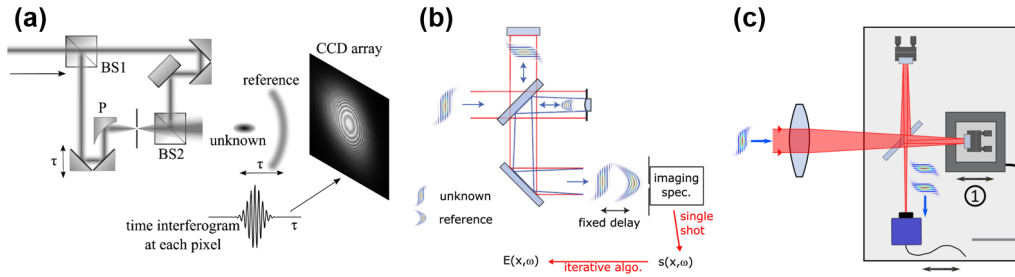 (a)
BS1
CCD array
reference
P
τ
unknown
BS2
τ
time interferogram
at each pixel
τ
(b)
unknown
reference
fixed delay
imaging
spec.
single
shot
E(x,ω)
iterative algo.
s(x,ω)
(c)
1